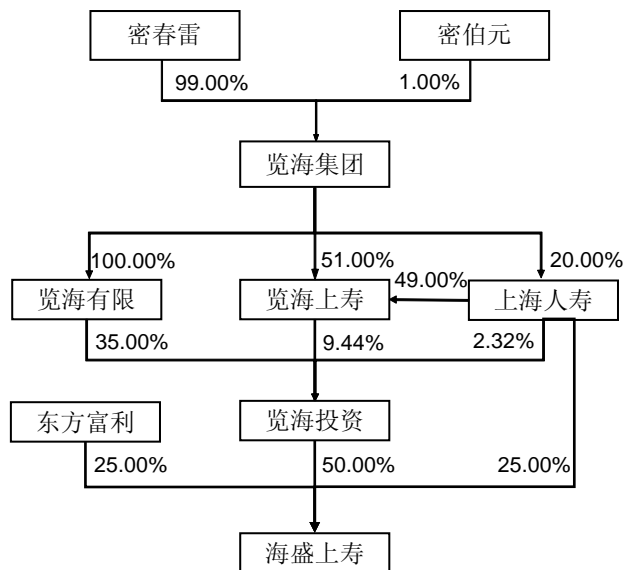 密春雷
密伯元
99.00%
1.00%
览海集团
100.00%
51.00%
20.00%
49.00%
览海有限
览海上寿
上海人寿
35.00%
9.44%
2.32%
东方富利
览海投资
25.00%
50.00%
25.00%
海盛上寿